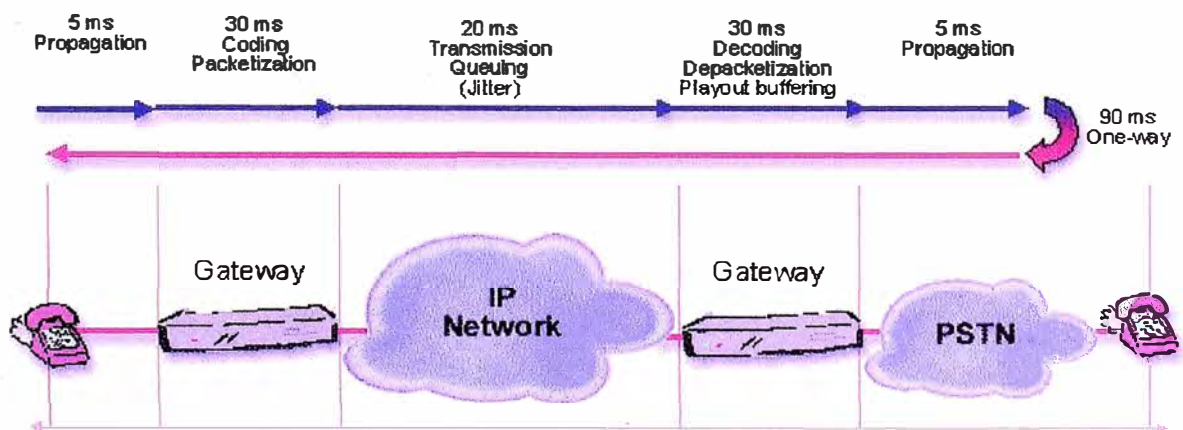 5 ms
Propagation
30 ms
Coding
Packetization
20 ms
Transmission
Queuing
(Jitter)
30 ms
Decoding
Depacketization
Playout buffering
5 ms
Propagation
90 ms
One-way
Gateway
IP
Network
Gateway
PSTN